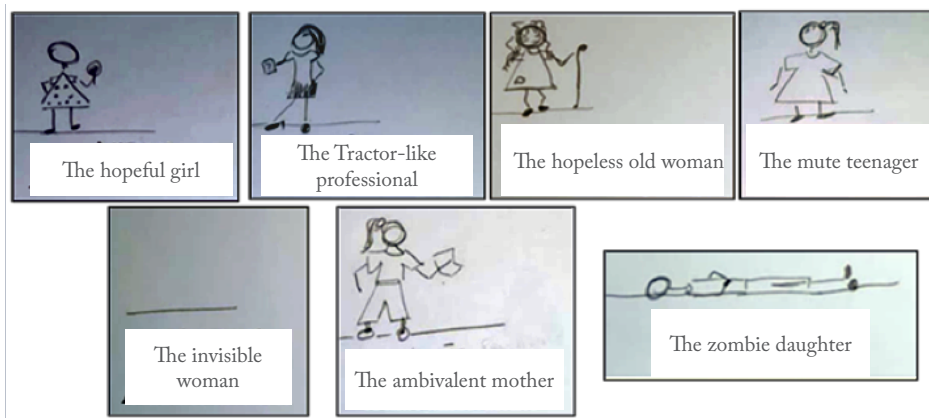 The hopeful girl
The Tractor-like
professional
The hopeless old woman
The mute teenager
The invisible
woman
The ambivalent mother
The zombie daughter